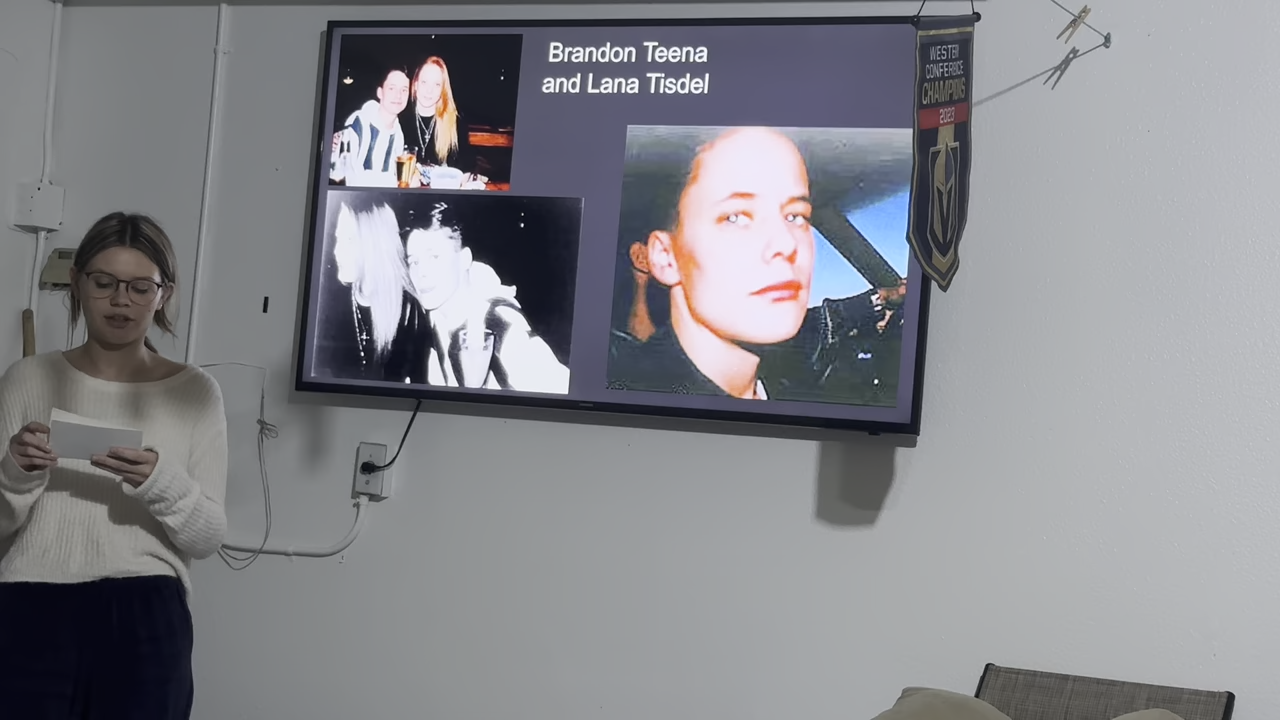 Brandon Teena
and Lana Tisdel
WESTER
CONFERENCE
CHAMPIONS
2023